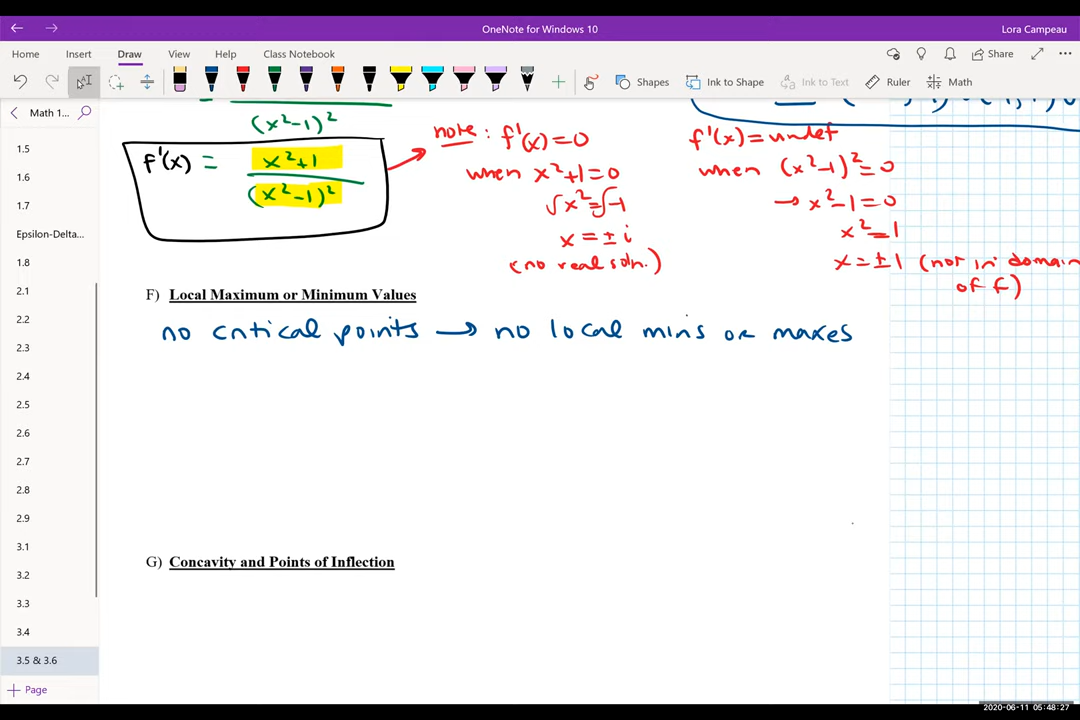 OneNote for Windows 10
Lora Campeau
Home Insert Draw View Help Class Notebook
Share
Shapes Ink to Shape Ink to Text Ruler Math
Math 1...
1.5
1.6
1.7
Epsilon-Delta...
1.8
2.1
2.2
2.3
2.4
2.5
2.6
2.7
2.8
2.9
3.1
3.2
3.3
3.4
3.5 & 3.6
Page
=
(x²-1)²
f'(x) = x²+1
(x²-1)²
note: f'(x)=0
when x²+1=0
√x²=√-1
x=±i
(no real soln.)
f'(x)=undef
when (x²-1)²=0
→ x²-1=0
x²=1
x=±1 (not in domain
of f)
F) Local Maximum or Minimum Values
no critical points → no local mins or maxes
G) Concavity and Points of Inflection
2020-06-11 05:48:27